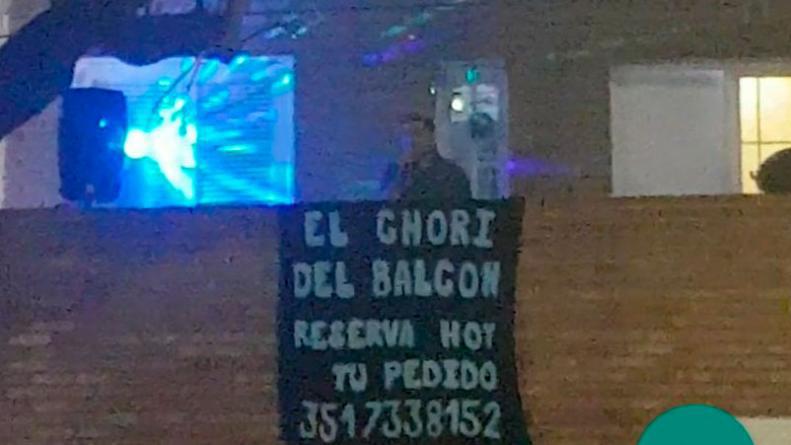 EL CHORI
DEL BALCON
RESERVA HOY
TU PEDIDO
3517338152